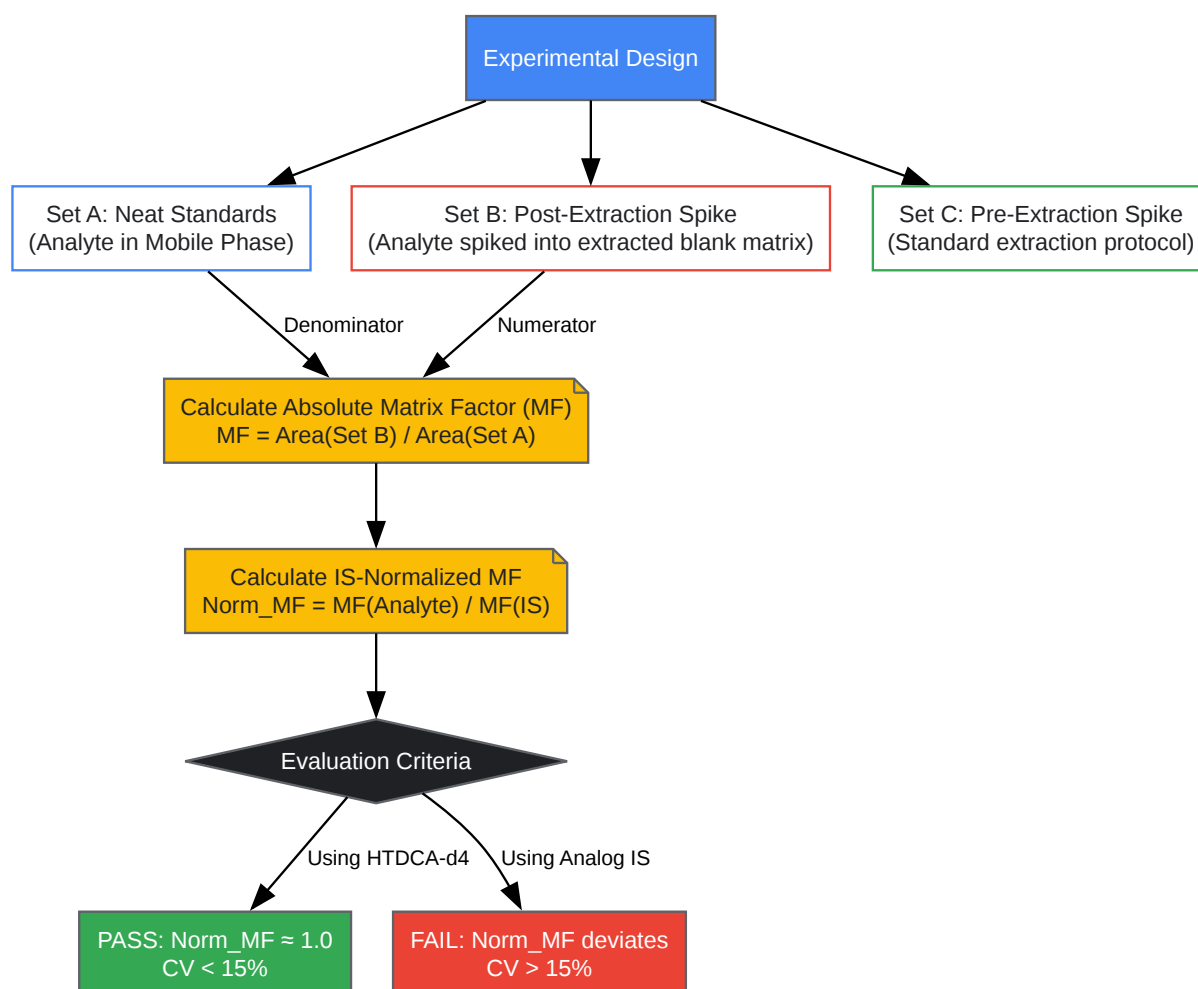 Experimental Design
Set A: Neat Standards
(Analyte in Mobile Phase)
Set B: Post-Extraction Spike
(Analyte spiked into extracted blank matrix)
Set C: Pre-Extraction Spike
(Standard extraction protocol)
Denominator
Numerator
Calculate Absolute Matrix Factor (MF)
MF = Area(Set B) / Area(Set A)
Calculate IS-Normalized MF
Norm_MF = MF(Analyte) / MF(IS)
Evaluation Criteria
Using HTDCA-d4
Using Analog IS
PASS: Norm_MF ≈ 1.0
CV < 15%
FAIL: Norm_MF deviates
CV > 15%